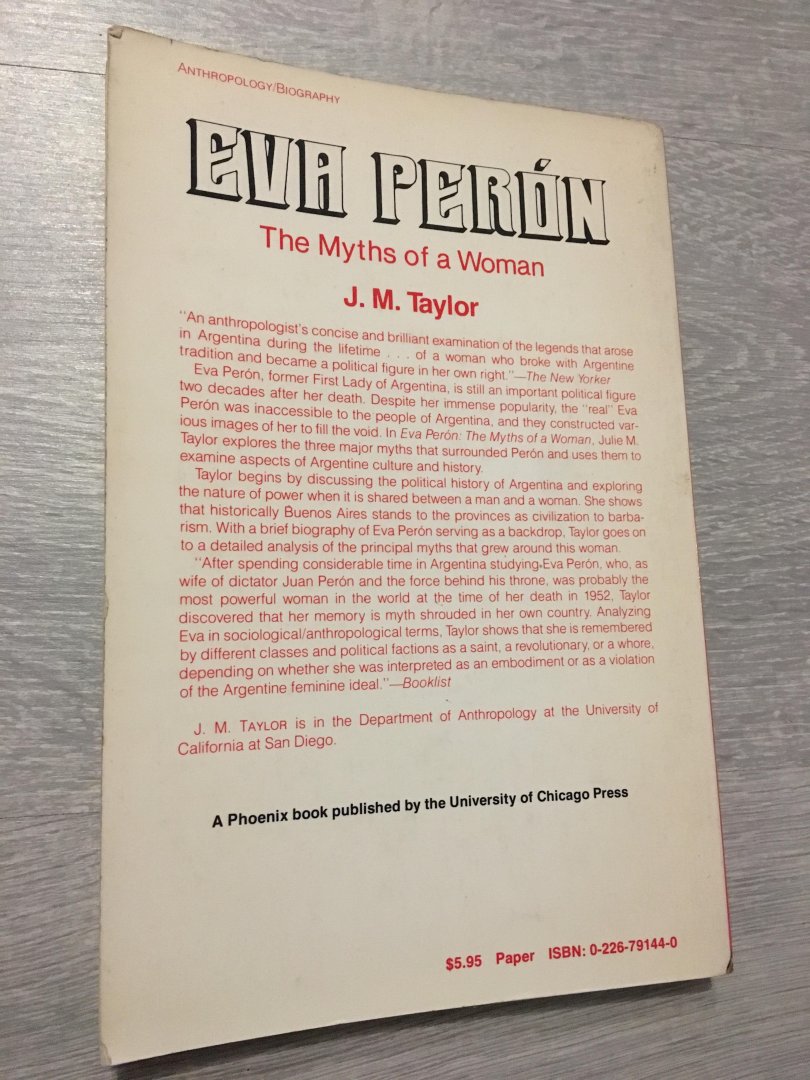 ANTHROPOLOGY/BIOGRAPHY
EVA PERÓN
The Myths of a Woman
J. M. Taylor
"An anthropologist's concise and brilliant examination of the legends that arose
in Argentina during the lifetime . . . of a woman who broke with Argentine
tradition and became a political figure in her own right."—The New Yorker
Eva Perón, former First Lady of Argentina, is still an important political figure
two decades after her death. Despite her immense popularity, the "real" Eva
Perón was inaccessible to the people of Argentina, and they constructed var-
ious images of her to fill the void. In Eva Perón: The Myths of a Woman, Julie M.
Taylor explores the three major myths that surrounded Perón and uses them to
examine aspects of Argentine culture and history.
Taylor begins by discussing the political history of Argentina and exploring
the nature of power when it is shared between a man and a woman. She shows
that historically Buenos Aires stands to the provinces as civilization to barba-
rism. With a brief biography of Eva Perón serving as a backdrop, Taylor goes on
to a detailed analysis of the principal myths that grew around this woman.
"After spending considerable time in Argentina studying Eva Perón, who, as
wife of dictator Juan Perón and the force behind his throne, was probably the
most powerful woman in the world at the time of her death in 1952, Taylor
discovered that her memory is myth shrouded in her own country. Analyzing
Eva in sociological/anthropological terms, Taylor shows that she is remembered
by different classes and political factions as a saint, a revolutionary, or a whore,
depending on whether she was interpreted as an embodiment or as a violation
of the Argentine feminine ideal."—Booklist
J. M. TAYLOR is in the Department of Anthropology at the University of
California at San Diego.
A Phoenix book published by the University of Chicago Press
$5.95 Paper ISBN: 0-226-79144-0